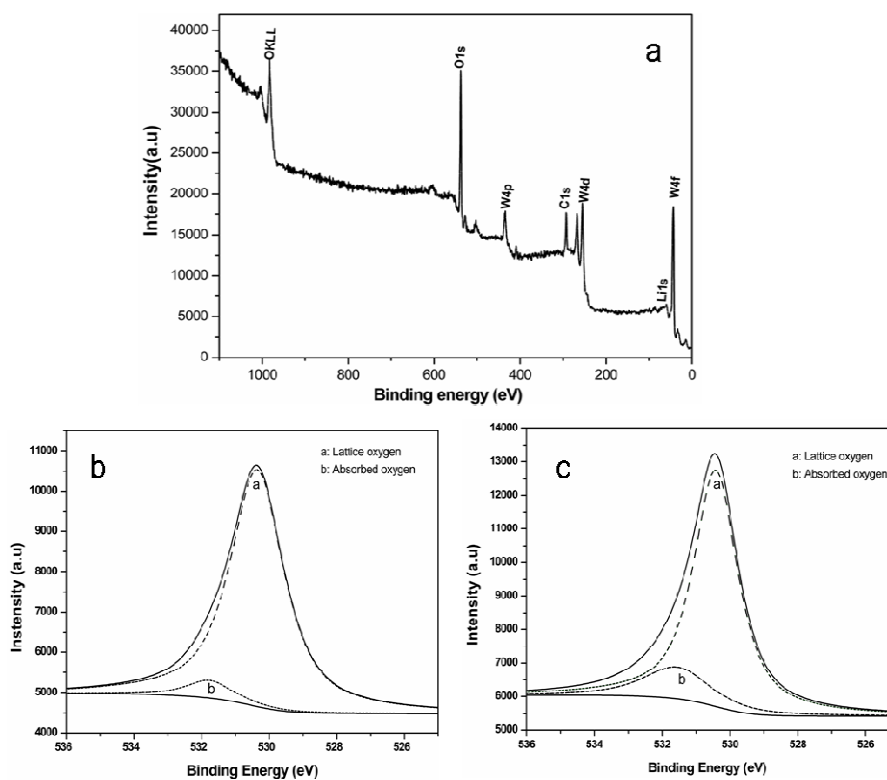 a
OKLL
O1s
W4p
C1s
W4d
Li1s
W4f
40000
35000
30000
25000
20000
15000
10000
5000
0
Intensity(a.u)
1000 800 600 400 200 0
Binding energy (eV)
b
a: Lattice oxygen
b: Absorbed oxygen
a
b
11000
10000
9000
8000
7000
6000
5000
4000
Instensity (a.u)
536 534 532 530 528 526
Binding Energy (eV)
c
a: Lattice oxygen
b: Absorbed oxygen
a
b
14000
13000
12000
11000
10000
9000
8000
7000
6000
5000
Intensity (a.u)
536 534 532 530 528 526
Binding Energy (eV)